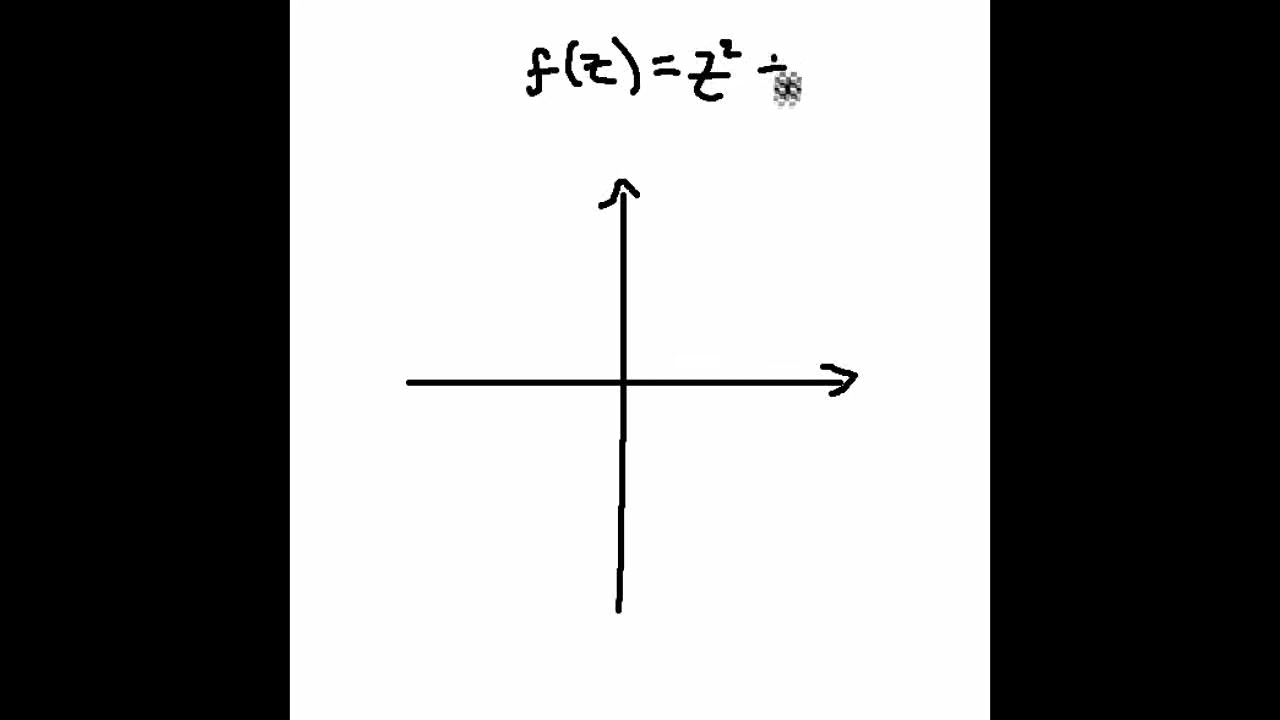 f(z) = z²